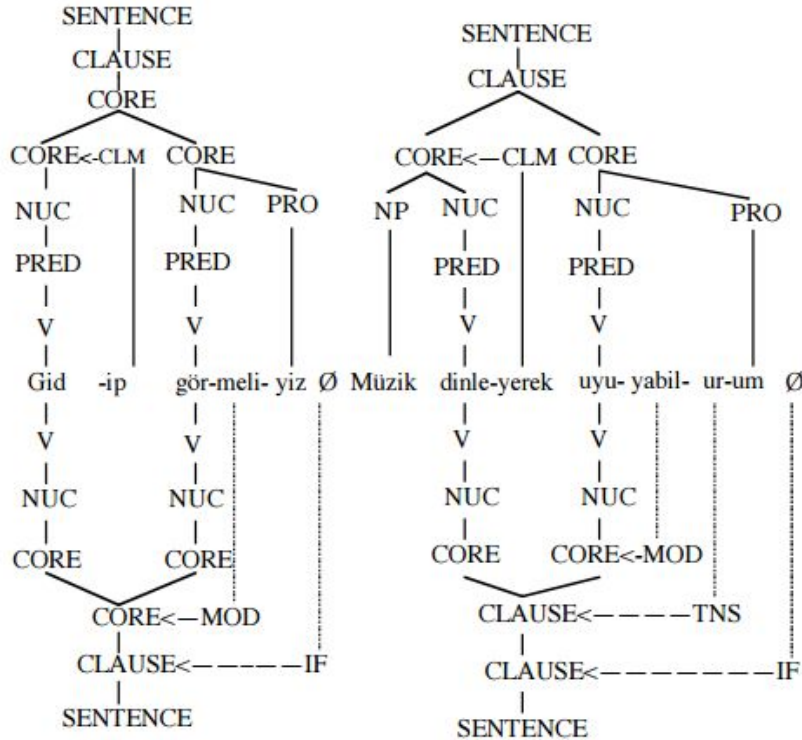 SENTENCE
SENTENCE
CLAUSE
CLAUSE
CORE
CORE<-CLM CORE
CORE<—CLM CORE
NUC NUC PRO
NP NUC NUC PRO
PRED PRED
PRED PRED
V V
V V
Gid -ip gör-meli- yiz Ø Müzik dinle-yerek uyu- yabil- ur-um Ø
V V
V V
NUC NUC
NUC NUC
CORE CORE
CORE CORE<-MOD
CORE<—MOD
CLAUSE<—————TNS
CLAUSE<——————IF
CLAUSE<————————IF
SENTENCE
SENTENCE